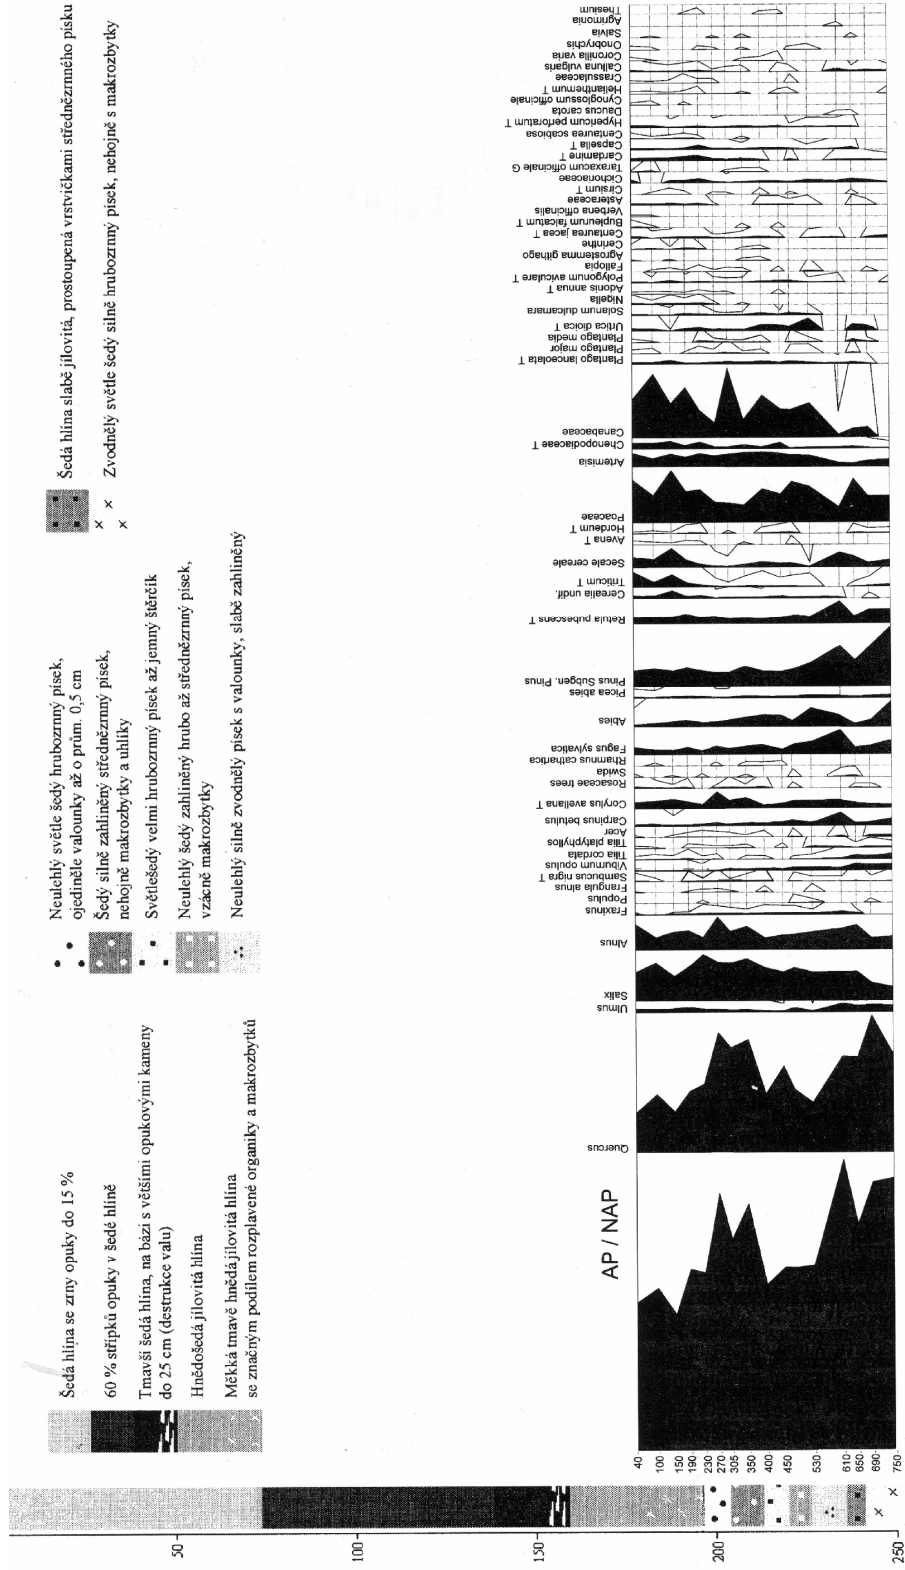 50
100
150
200
250
Šedá hlína se zrny opuky do 15 %
60 % střípků opuky v šedé hlíně
Tmavší šedá hlína, na bázi s většími opukovými kameny
do 25 cm (destrukce valu)
Hnědošedá jílovitá hlína
Měkká tmavě hnědá jílovitá hlína
se značným podílem rozplavené organiky a makrozbytků
Neulehlý světle šedý hrubozrnný písek,
ojediněle valounky až o prům. 0,5 cm
Šedý silně zahliněný střednězrnný písek,
nehojně makrozbytky a uhlíky
Světlešedý velmi hrubozrnný písek až jemný štěrčík
Neulehlý šedý zahliněný hrubo až střednězrnný písek,
vzácně makrozbytky
Neulehlý silně zvodnělý písek s valounky, slabě zahliněný
Šedá hlína slabě jílovitá, prostoupená vrstvičkami střednězrnného písku
Zvodnělý světle šedý silně hrubozrnný písek, nehojně s makrozbytky
AP / NAP
Quercus
Ulmus
Salix
Alnus
Fraxinus
Populus
Frangula alnus
Sambucus nigra T
Viburnum opulus
Tilia cordata
Tilia platyphyllos
Acer
Carpinus betulus
Corylus avellana T
Rosaceae trees
Swida
Rhamnus cathartica
Fagus sylvatica
Abies
Picea abies
Pinus Subgen. Pinus
Retula pubescens T
Cerealia undif.
Triticum T
Secale cereale
Avena T
Hordeum T
Poaceae
Artemisia
Chenopodiaceae T
Canabaceae
Plantago lanceolata T
Plantago major
Plantago media
Urtica dioica T
Solanum dulcamara
Nigella
Adonis annua T
Polygonum aviculare T
Fallopia
Agrostemma githago
Cerinthe
Centaurea jacea T
Bupleurum falcatum T
Verbena officinalis
Asteraceae
Cirsium T
Cichoriaceae
Taraxacum officinale G
Cardamine T
Capsella T
Centaurea scabiosa
Hypericum perforatum T
Daucus carota
Cynoglossum officinale
Helianthemum T
Crassulaceae
Calluna vulgaris
Coronilla varia
Onobrychis
Salvia
Agrimonia
Thesium
40
100
150
190
230
270
305
350
400
450
530
610
650
690
750